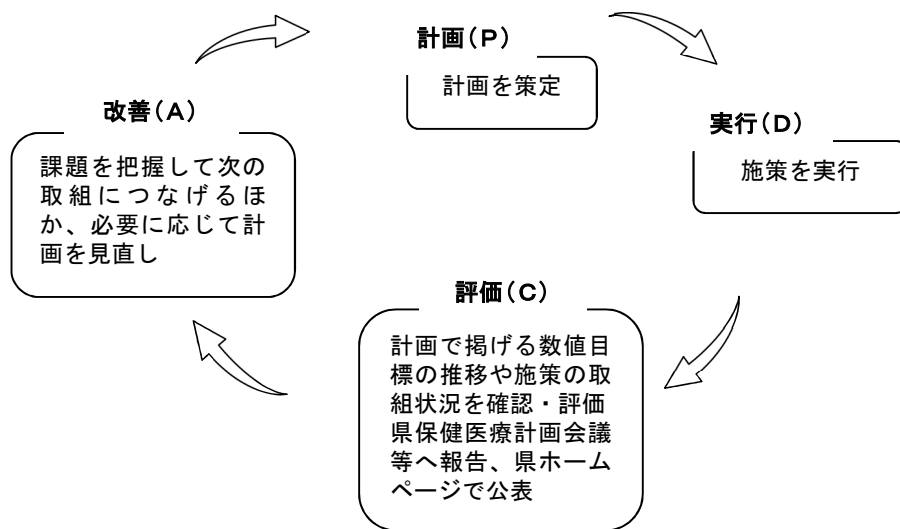 計画(P)
計画を策定
実行(D)
施策を実行
評価(C)
計画で掲げる数値目
標の推移や施策の取
組状況を確認・評価
県保健医療計画会議
等へ報告、県ホーム
ページで公表
改善(A)
課題を把握して次の
取組につなげるほ
か、必要に応じて計
画を見直し